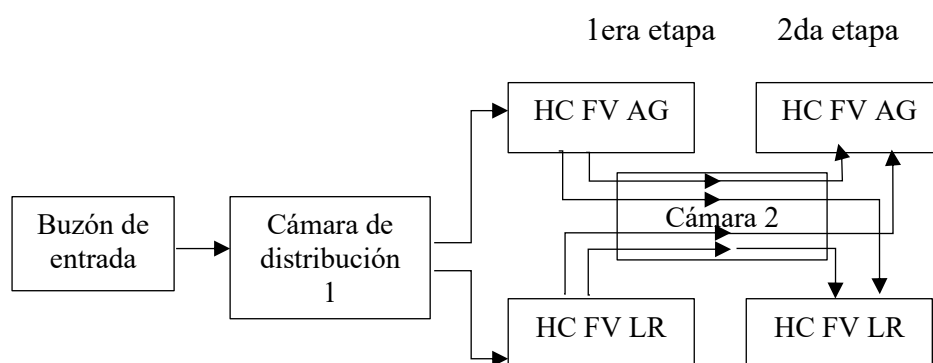 1era etapa
2da etapa
HC FV AG
HC FV AG
Buzón de
entrada
Cámara de
distribución
1
Cámara 2
HC FV LR
HC FV LR